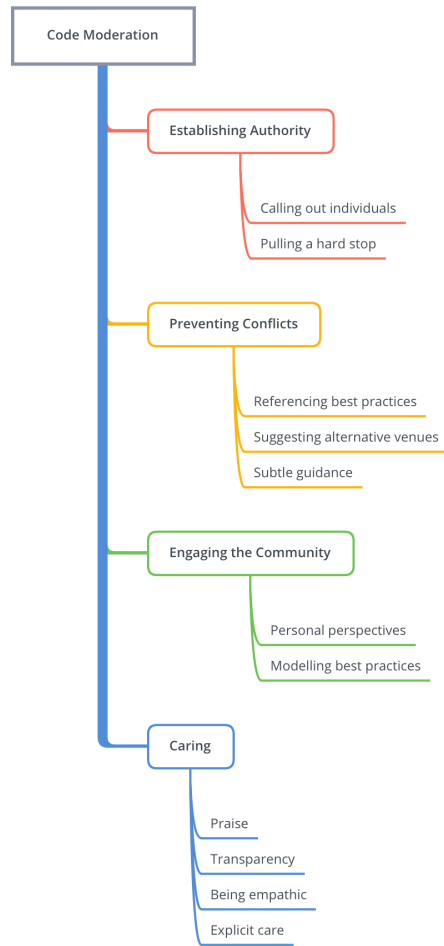 Code Moderation
Establishing Authority
Calling out individuals
Pulling a hard stop
Preventing Conflicts
Referencing best practices
Suggesting alternative venues
Subtle guidance
Engaging the Community
Personal perspectives
Modelling best practices
Caring
Praise
Transparency
Being empathic
Explicit care